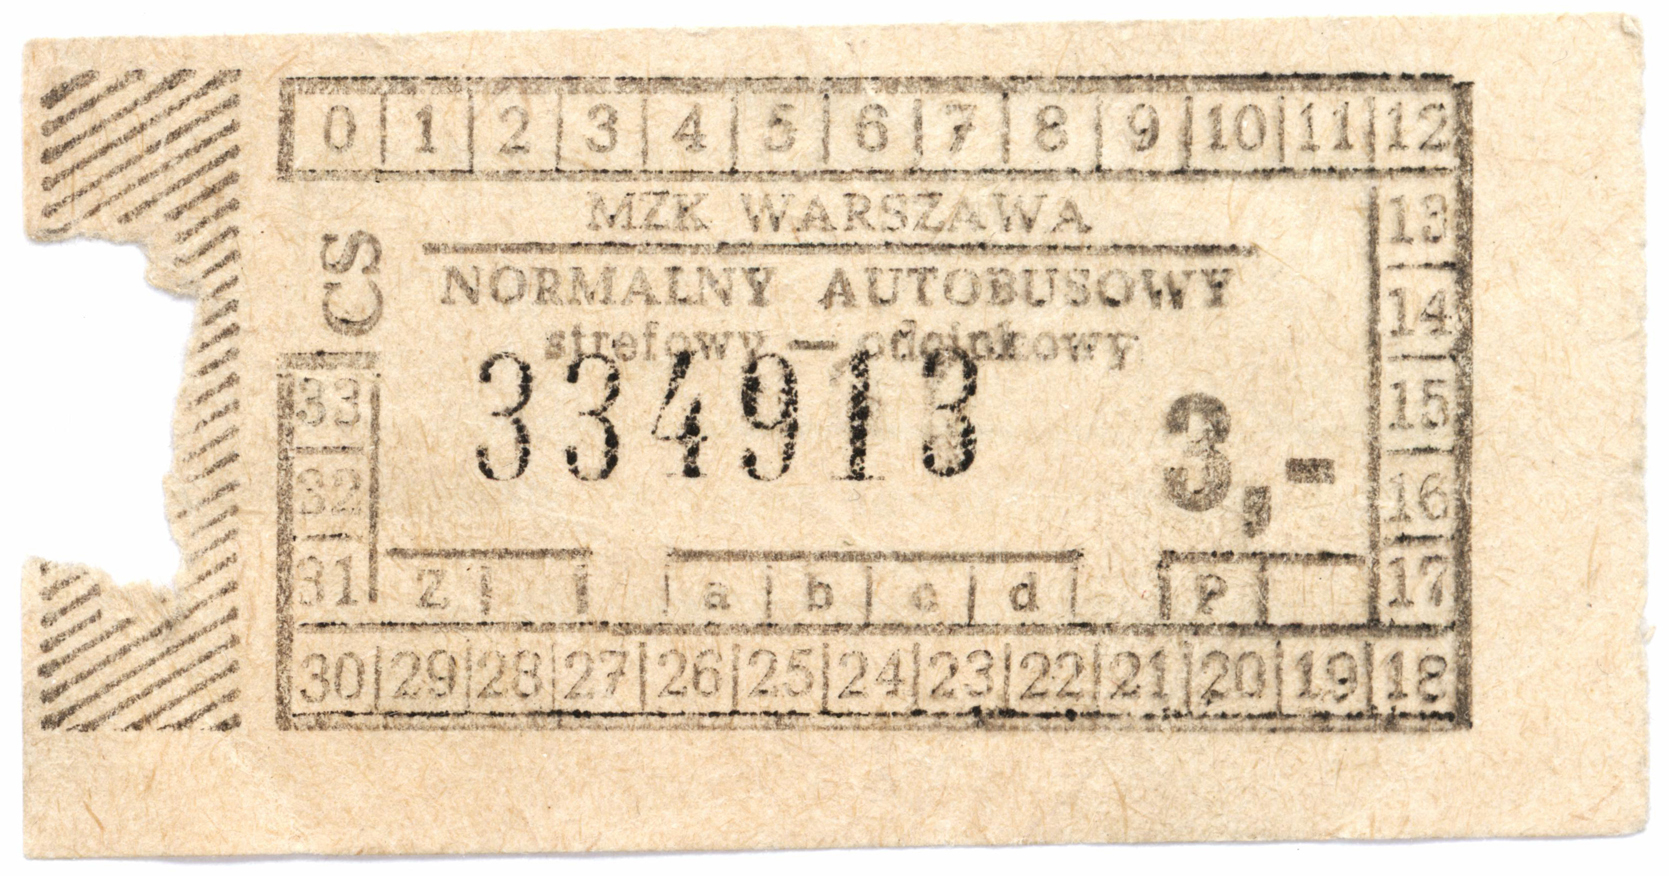 0 1 2 3 4 5 6 7 8 9 10 11 12
MZK WARSZAWA
CS
NORMALNY AUTOBUSOWY
strefowy — odcinkowy
334913
3,-
13
14
15
16
17
33
32
31
Z
a b c d
P
30 29 28 27 26 25 24 23 22 21 20 19 18